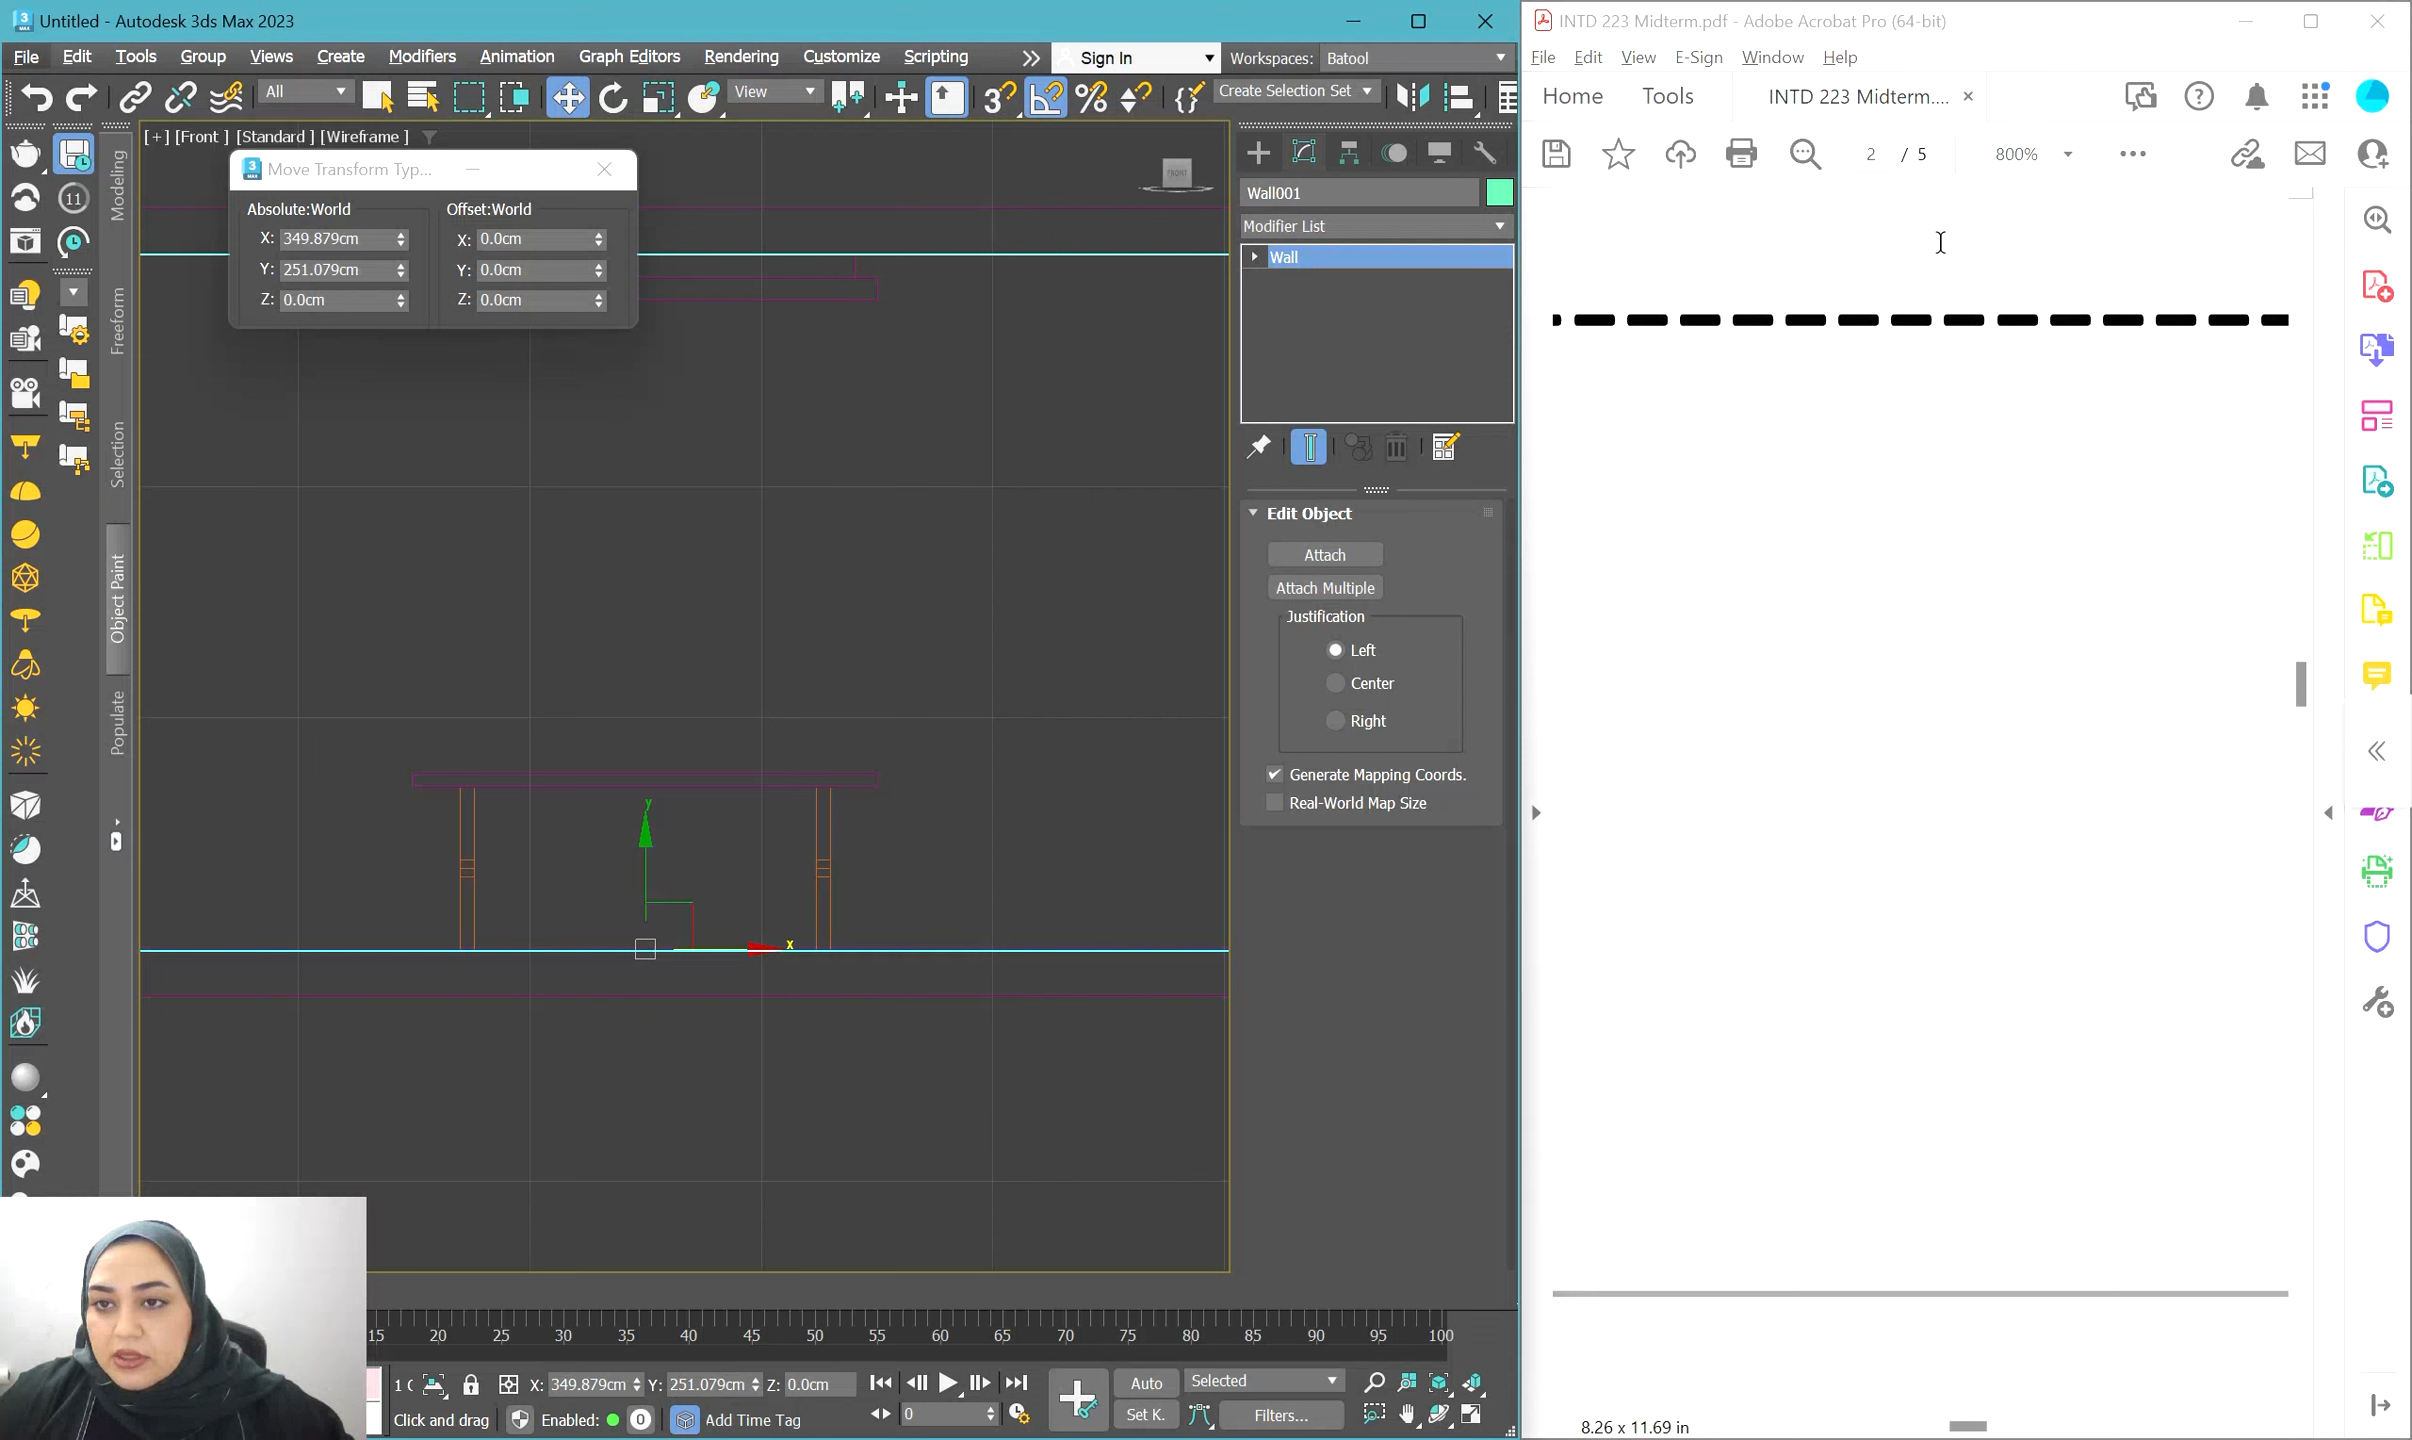 Untitled - Autodesk 3ds Max 2023
File Edit Tools Group Views Create Modifiers Animation Graph Editors Rendering Customize Scripting Sign In Workspaces: Batool
All View Create Selection Set
[+] [Front ] [Standard ] [Wireframe ]
FRONT
Move Transform Typ...
Absolute:World Offset:World
X: 349.879cm X: 0.0cm
Y: 251.079cm Y: 0.0cm
Z: 0.0cm Z: 0.0cm
11
Modeling
Freeform
Selection
Object Paint
Populate
y
x
Wall001
Modifier List
Wall
Edit Object
Attach
Attach Multiple
Justification
Left
Center
Right
Generate Mapping Coords.
Real-World Map Size
15 20 25 30 35 40 45 50 55 60 65 70 75 80 85 90 95 100
X: 349.879cm Y: 251.079cm Z: 0.0cm Auto Selected
Click and drag Enabled: 0 Add Time Tag 0 Set K. Filters...
INTD 223 Midterm.pdf - Adobe Acrobat Pro (64-bit)
File Edit View E-Sign Window Help
Home Tools INTD 223 Midterm....
2 / 5 800%
8.26 x 11.69 in